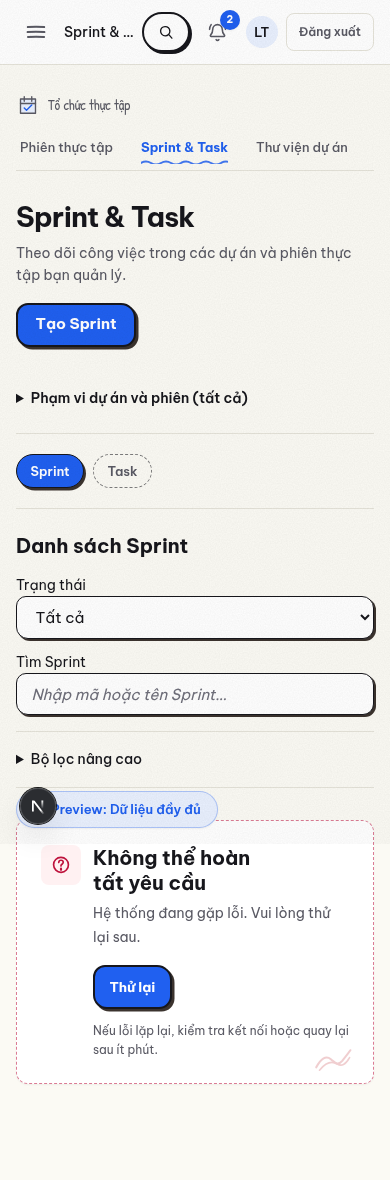 Sprint & ...
2
LT
Đăng xuất
Tổ chức thực tập
Phiên thực tập
Sprint & Task
Thư viện dự án
Sprint & Task
Theo dõi công việc trong các dự án và phiên thực
tập bạn quản lý.
Tạo Sprint
Phạm vi dự án và phiên (tất cả)
Sprint
Task
Danh sách Sprint
Trạng thái
Tất cả
Tìm Sprint
Nhập mã hoặc tên Sprint...
Bộ lọc nâng cao
N
Preview: Dữ liệu đầy đủ
Không thể hoàn
tất yêu cầu
Hệ thống đang gặp lỗi. Vui lòng thử
lại sau.
Thử lại
Nếu lỗi lặp lại, kiểm tra kết nối hoặc quay lại
sau ít phút.